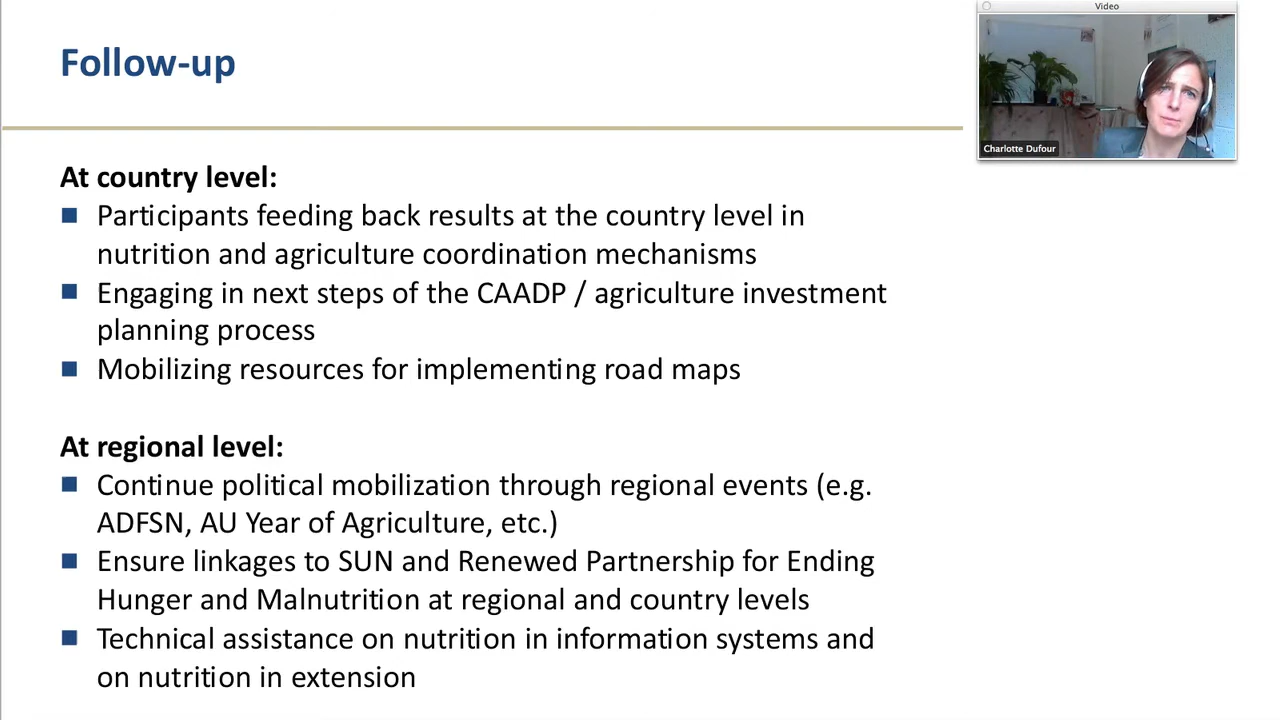 Follow-up
Video
Charlotte Dufour
At country level:
■ Participants feeding back results at the country level in
nutrition and agriculture coordination mechanisms
■ Engaging in next steps of the CAADP / agriculture investment
planning process
■ Mobilizing resources for implementing road maps
At regional level:
■ Continue political mobilization through regional events (e.g.
ADFSN, AU Year of Agriculture, etc.)
■ Ensure linkages to SUN and Renewed Partnership for Ending
Hunger and Malnutrition at regional and country levels
■ Technical assistance on nutrition in information systems and
on nutrition in extension